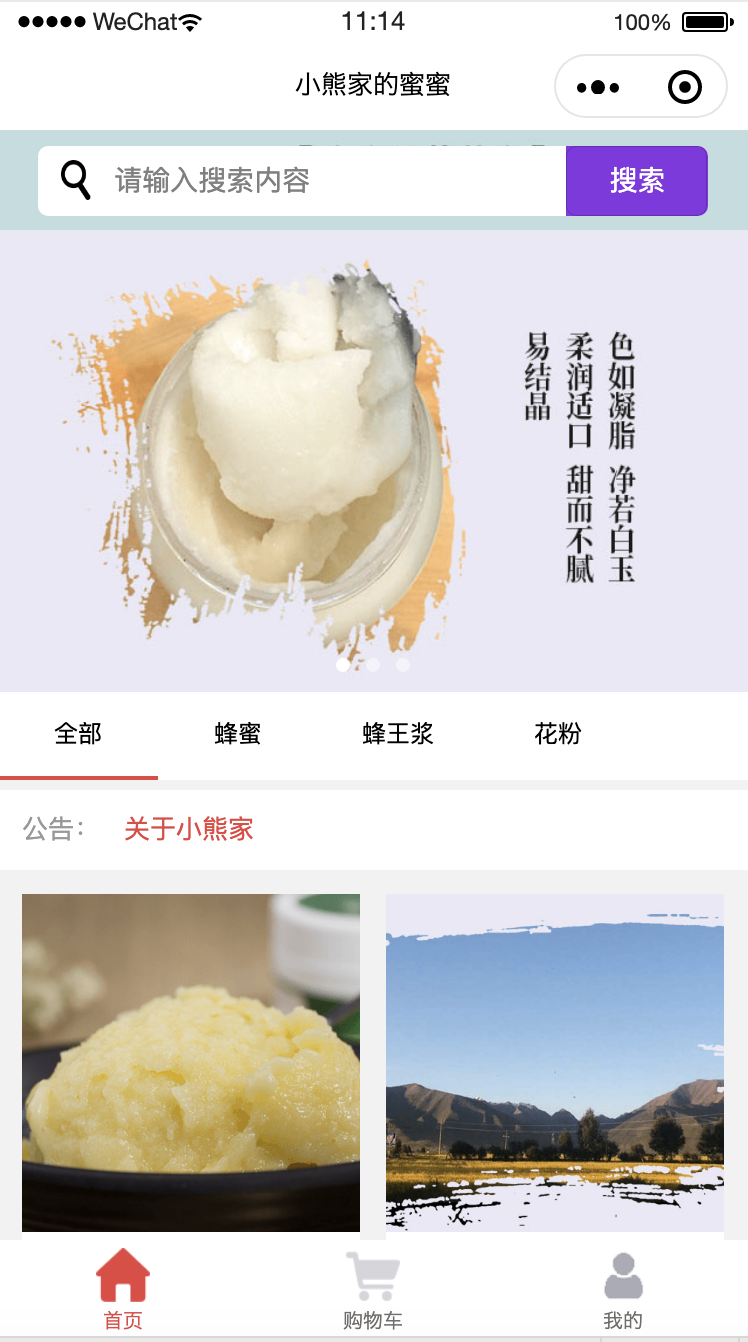 WeChat
11:14
100%
小熊家的蜜蜜
请输入搜索内容
搜索
色如凝脂 净若白玉
柔润适口 甜而不腻
易结晶
全部
蜂蜜
蜂王浆
花粉
公告：
关于小熊家
首页
购物车
我的